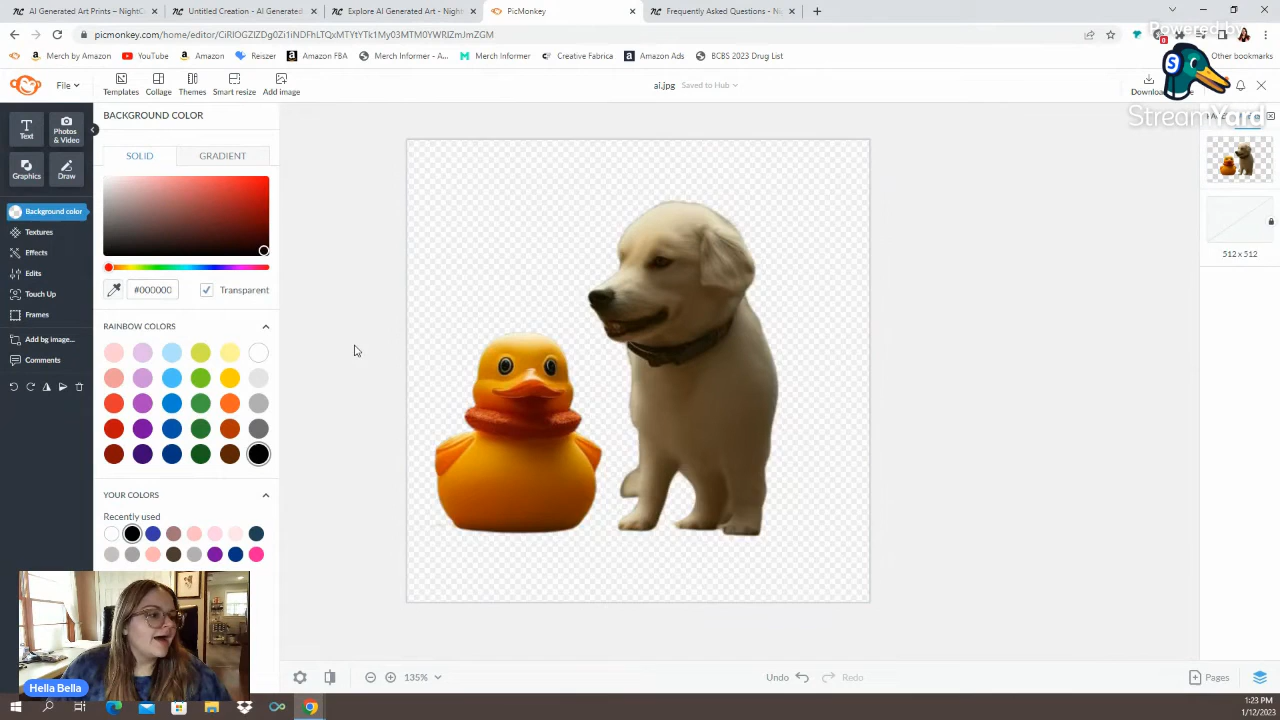 AI Generated Art Prints - NightC
Untitled Creation - AI Generated
Explore AI Generated Art - Night
PicMonkey
Frequently Asked Questions - Ni
picmonkey.com/home/editor/
Powered by
Merch by Amazon
YouTube
Amazon
Reiszer
Amazon FBA
Merch Informer - A...
Merch Informer
Creative Fabrica
Amazon Ads
BCBS 2023 Drug List
Other bookmarks
File
Templates
Collage
Themes
Smart resize
Add image
ai.jpg
Saved to Hub
Download
StreamYard
BACKGROUND COLOR
SOLID
GRADIENT
Text
Photos & Video
Graphics
Draw
Background color
Textures
Effects
Edits
Touch Up
Frames
Add bg image...
Comments
#000000
Transparent
RAINBOW COLORS
YOUR COLORS
Recently used
512 x 512
Hella Bella
135%
Undo
Redo
Pages
1:23 PM
1/12/2023